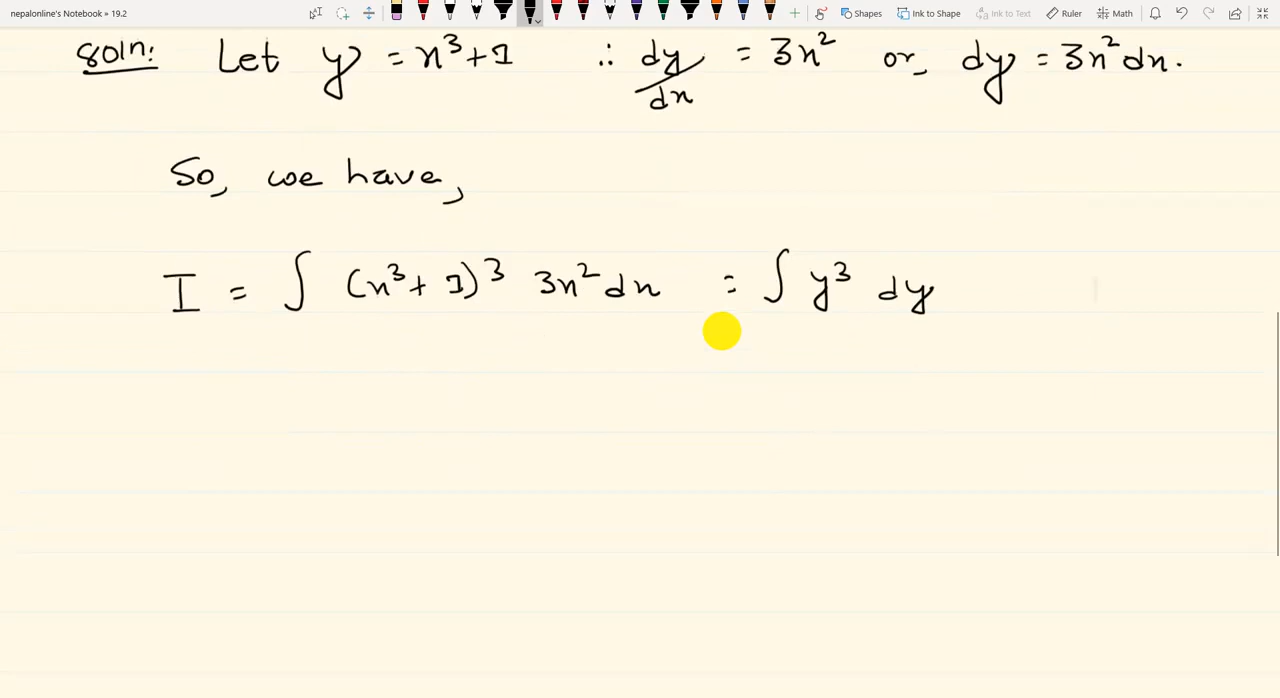 nepalonline's Notebook » 19.2 Shapes Ink to Shape Ink to Text Ruler Math
soln: Let y = x³+1 ∴ dy/dx = 3x² or, dy = 3x²dx.
So, we have,
I = ∫ (x³+1)³ 3x²dx = ∫ y³ dy